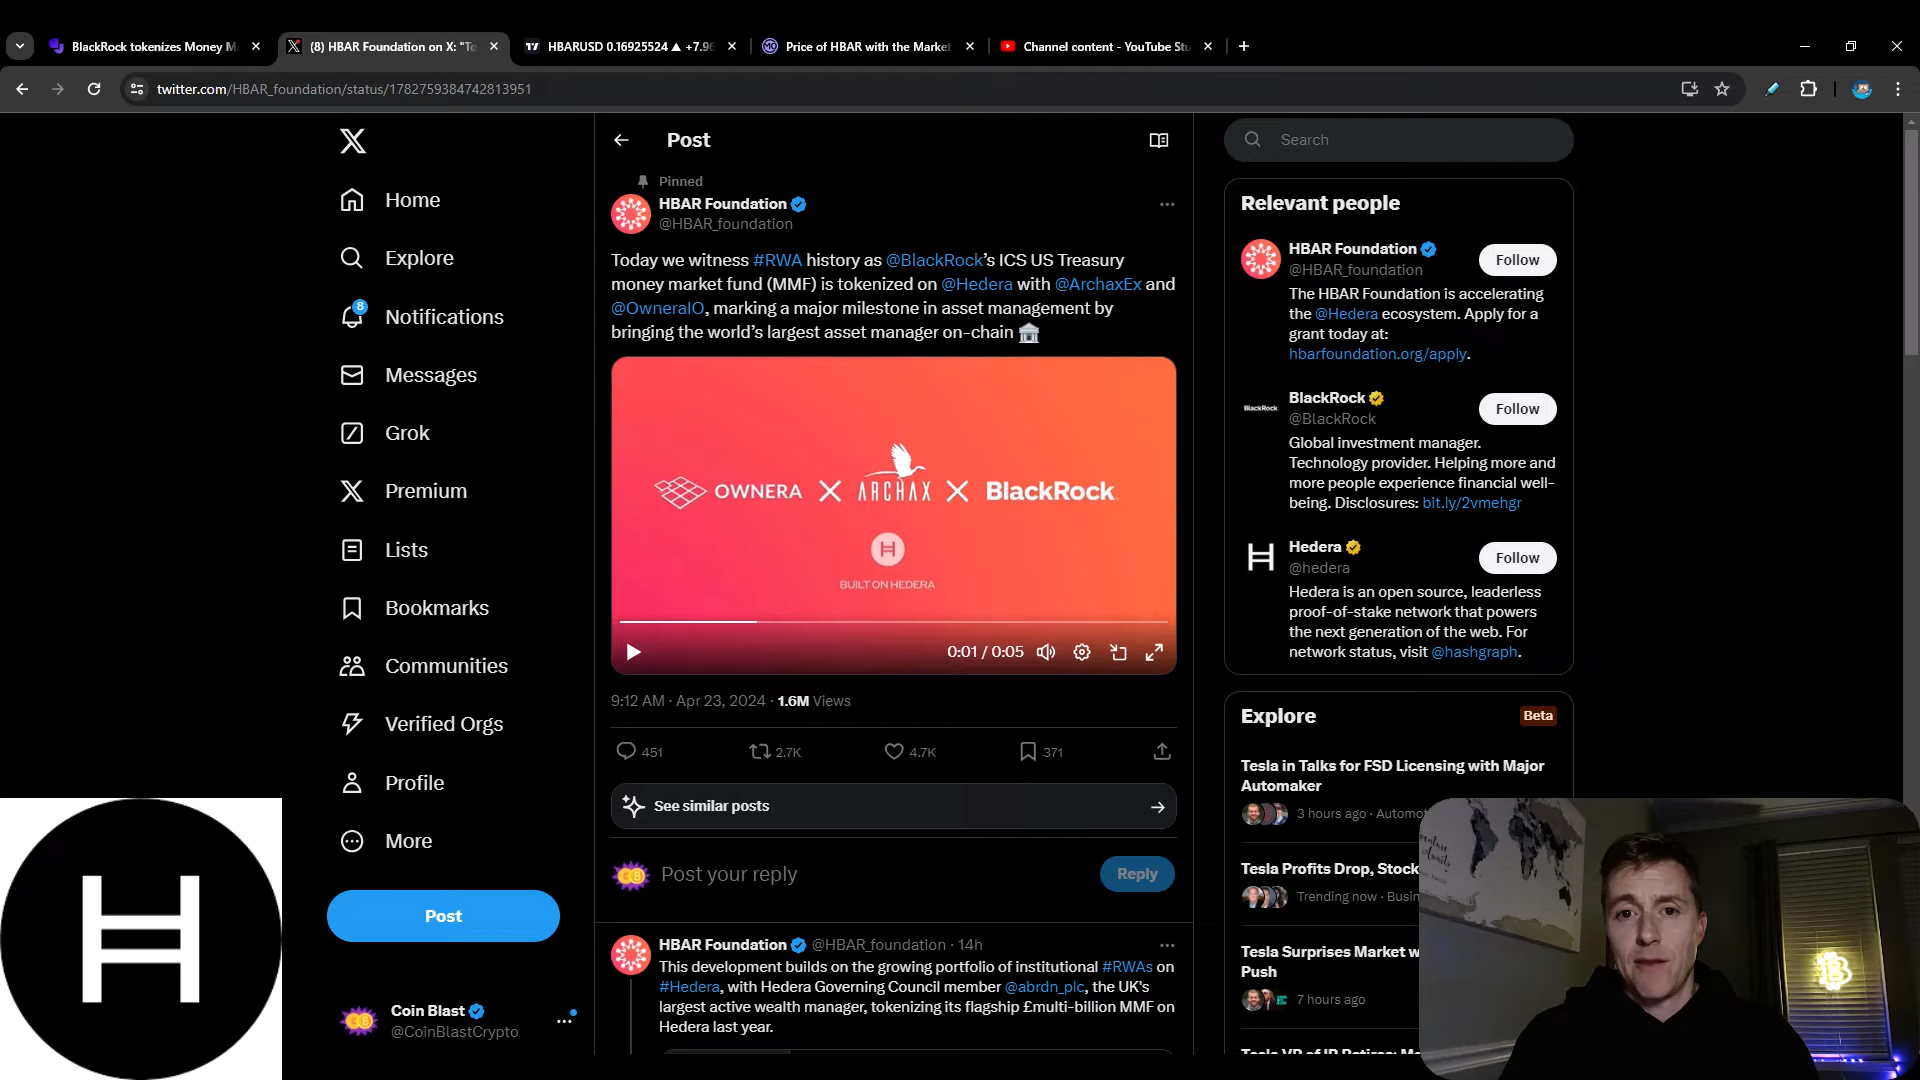 BlackRock tokenizes Money M
(8) HBAR Foundation on X: "To
HBARUSD 0.16925524 ▲ +7.96
Price of HBAR with the Market
Channel content - YouTube Stu
twitter.com/HBAR_foundation/status/1782759384742813951
Home
Explore
8
Notifications
Messages
Grok
Premium
Lists
Bookmarks
Communities
Verified Orgs
Profile
More
Post
Coin Blast
@CoinBlastCrypto
Post
Pinned
HBAR Foundation
@HBAR_foundation
Today we witness #RWA history as @BlackRock's ICS US Treasury
money market fund (MMF) is tokenized on @Hedera with @ArchaxEx and
@OwneraIO, marking a major milestone in asset management by
bringing the world's largest asset manager on-chain 🏛️
OWNERA X ARCHAX X BlackRock
BUILT ON HEDERA
0:01 / 0:05
9:12 AM · Apr 23, 2024 · 1.6M Views
451 2.7K 4.7K 371
See similar posts
Post your reply
Reply
HBAR Foundation @HBAR_foundation · 14h
This development builds on the growing portfolio of institutional #RWAs on
#Hedera, with Hedera Governing Council member @abrdn_plc, the UK's
largest active wealth manager, tokenizing its flagship £multi-billion MMF on
Hedera last year.
Search
Relevant people
HBAR Foundation
@HBAR_foundation
Follow
The HBAR Foundation is accelerating
the @Hedera ecosystem. Apply for a
grant today at:
hbarfoundation.org/apply.
BlackRock
BlackRock
@BlackRock
Follow
Global investment manager.
Technology provider. Helping more and
more people experience financial well-
being. Disclosures: bit.ly/2vmehgr
Hedera
@hedera
Follow
Hedera is an open source, leaderless
proof-of-stake network that powers
the next generation of the web. For
network status, visit @hashgraph.
Explore
Beta
Tesla in Talks for FSD Licensing with Major
Automaker
3 hours ago · Automot
Tesla Profits Drop, Stock
Trending now · Busin
Tesla Surprises Market w
Push
7 hours ago